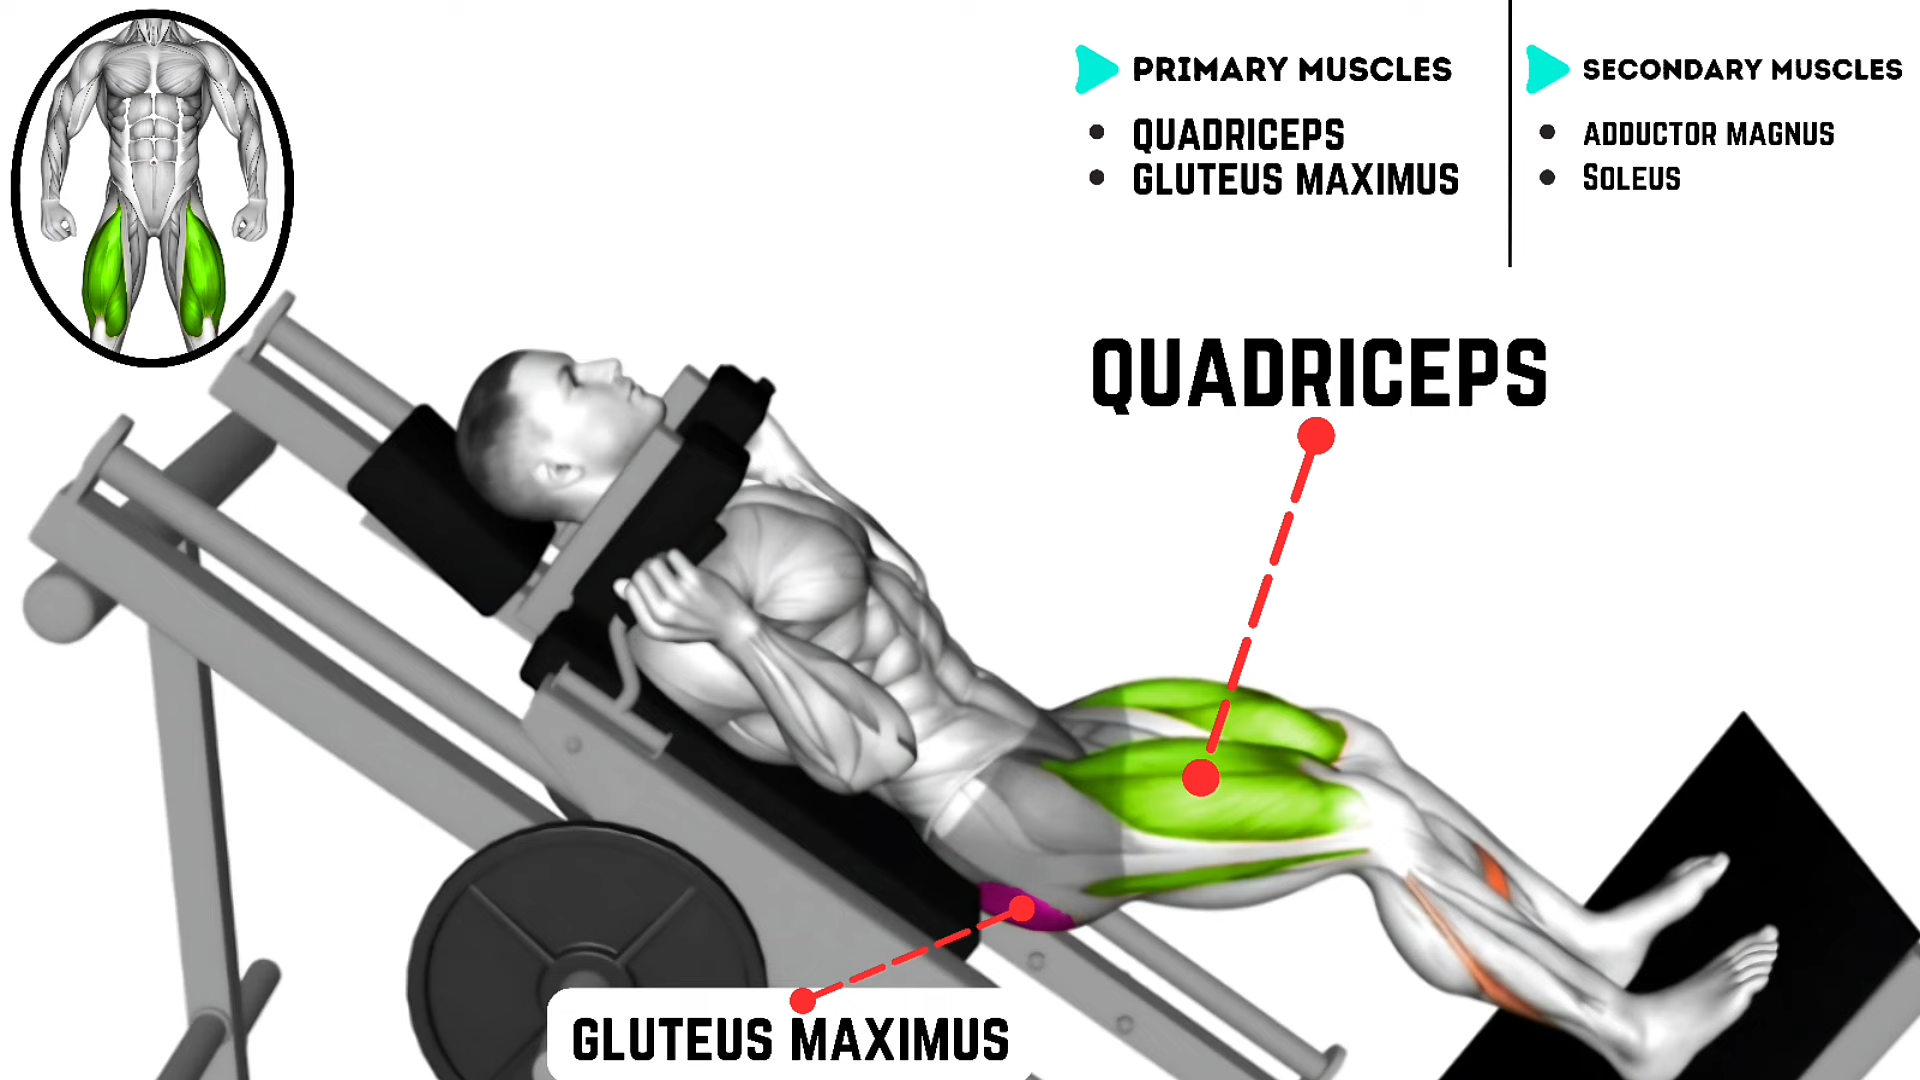 PRIMARY MUSCLES
QUADRICEPS
GLUTEUS MAXIMUS
SECONDARY MUSCLES
ADDUCTOR MAGNUS
SOLEUS
QUADRICEPS
GLUTEUS MAXIMUS